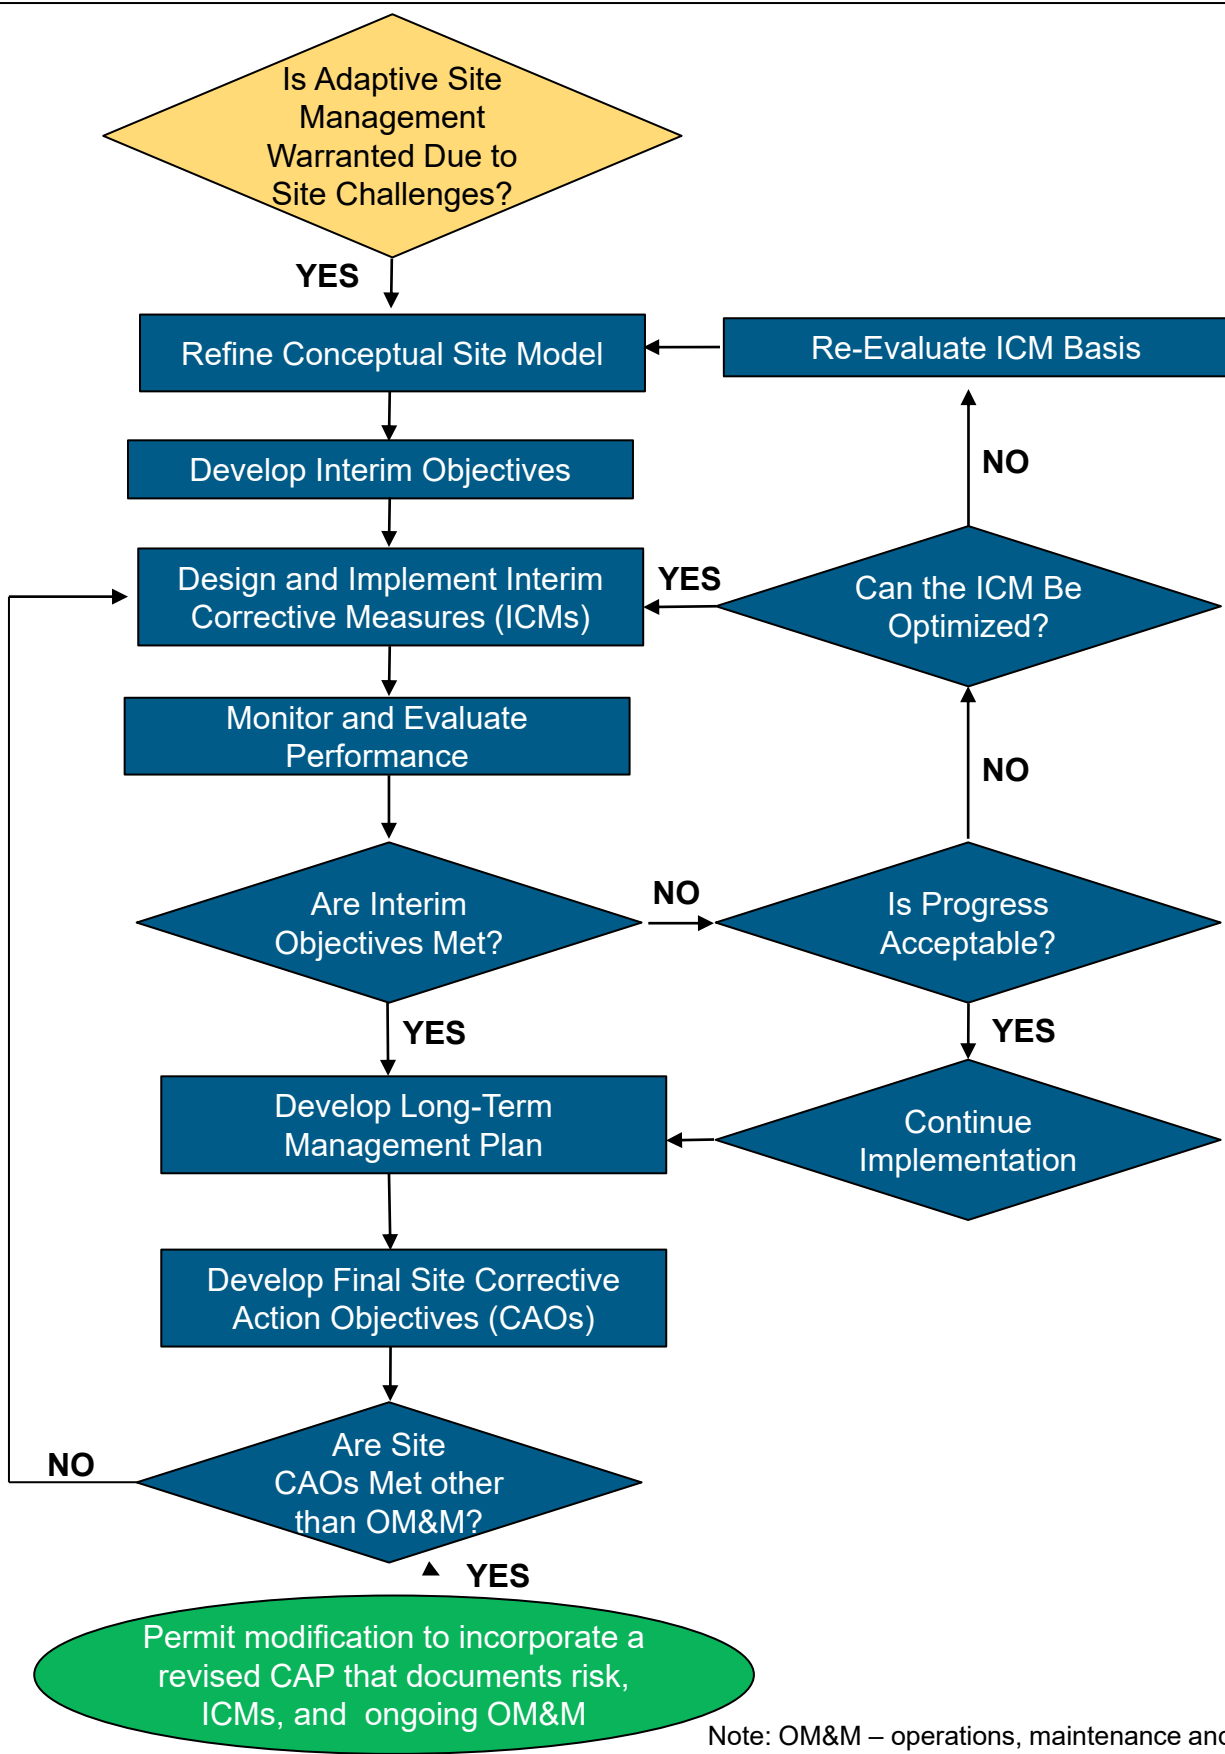 Is Adaptive Site
Management
Warranted Due to
Site Challenges?
YES
Refine Conceptual Site Model
Re-Evaluate ICM Basis
Develop Interim Objectives
NO
Design and Implement Interim
Corrective Measures (ICMs)
YES
Can the ICM Be
Optimized?
Monitor and Evaluate
Performance
NO
Are Interim
Objectives Met?
NO
Is Progress
Acceptable?
YES
YES
Develop Long-Term
Management Plan
Continue
Implementation
Develop Final Site Corrective
Action Objectives (CAOs)
Are Site
CAOs Met other
than OM&M?
NO
YES
Permit modification to incorporate a
revised CAP that documents risk,
ICMs, and ongoing OM&M
Note: OM&M – operations, maintenance and